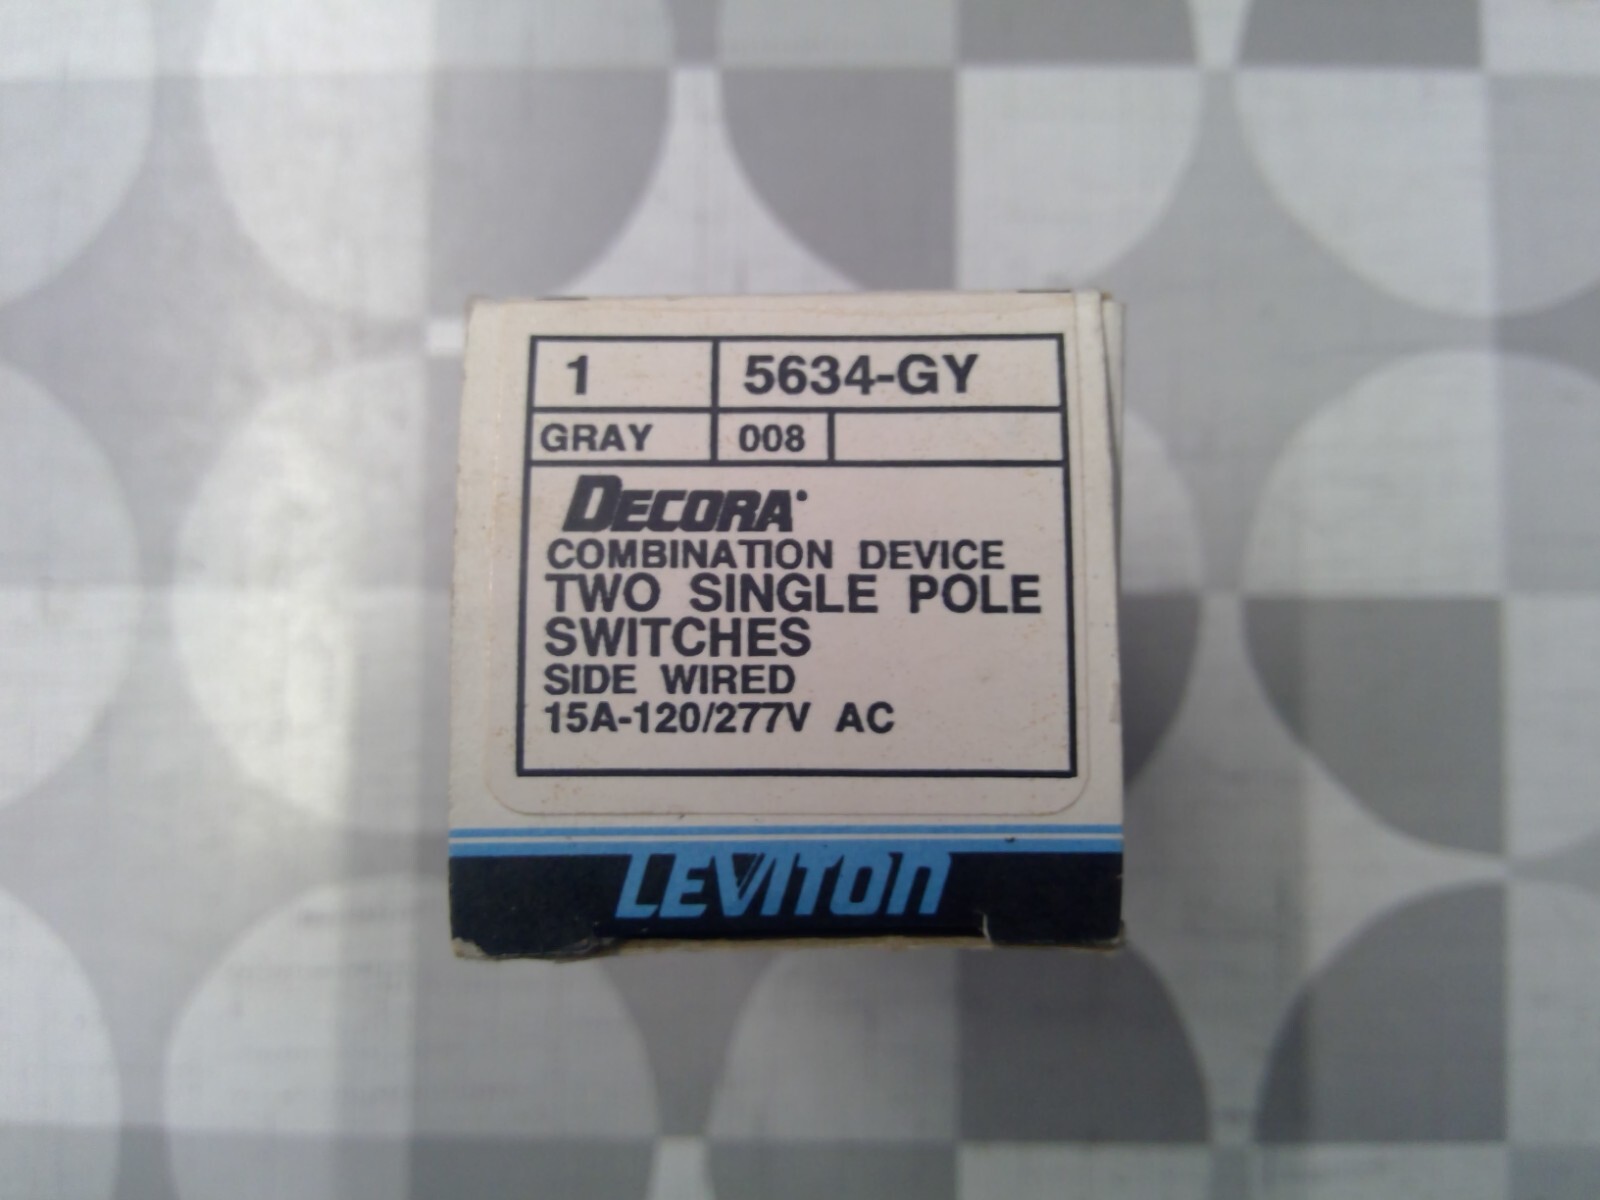 1 5634-GY
GRAY 008
DECORA
COMBINATION DEVICE
TWO SINGLE POLE
SWITCHES
SIDE WIRED
15A-120/277V AC
LEVITON